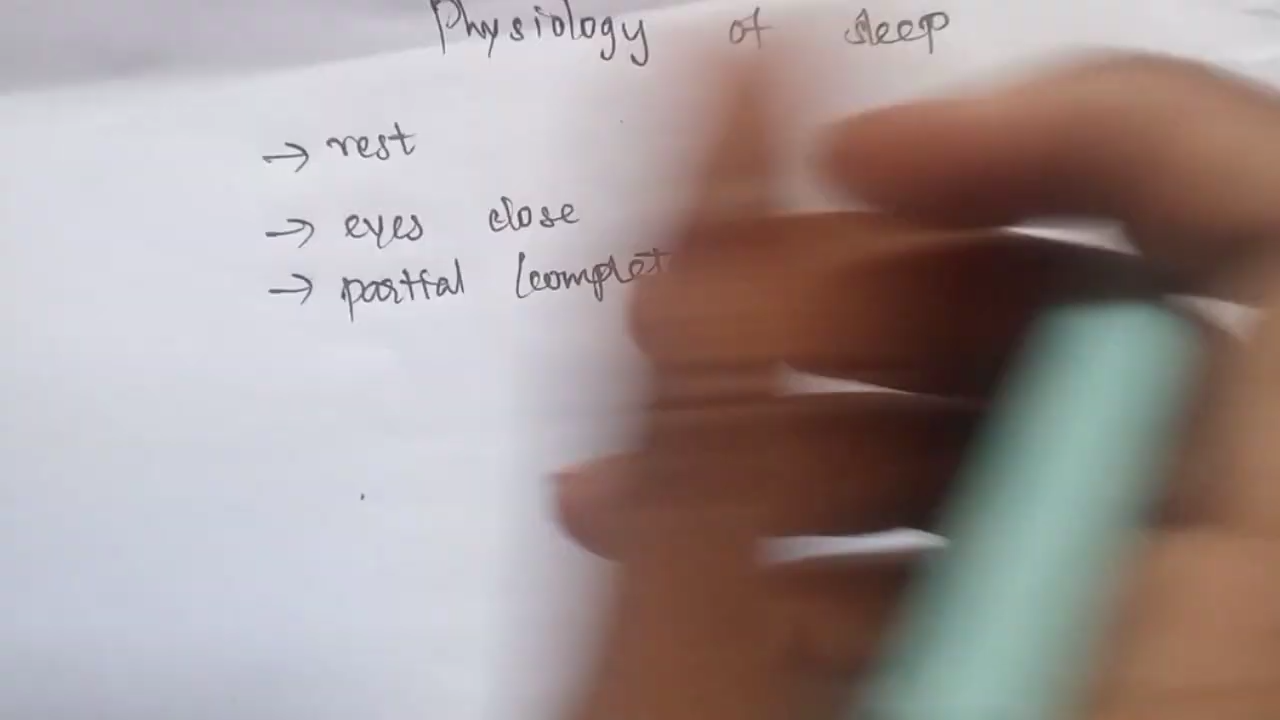 Physiology of sleep
→ rest
→ eyes close
→ partial (complet